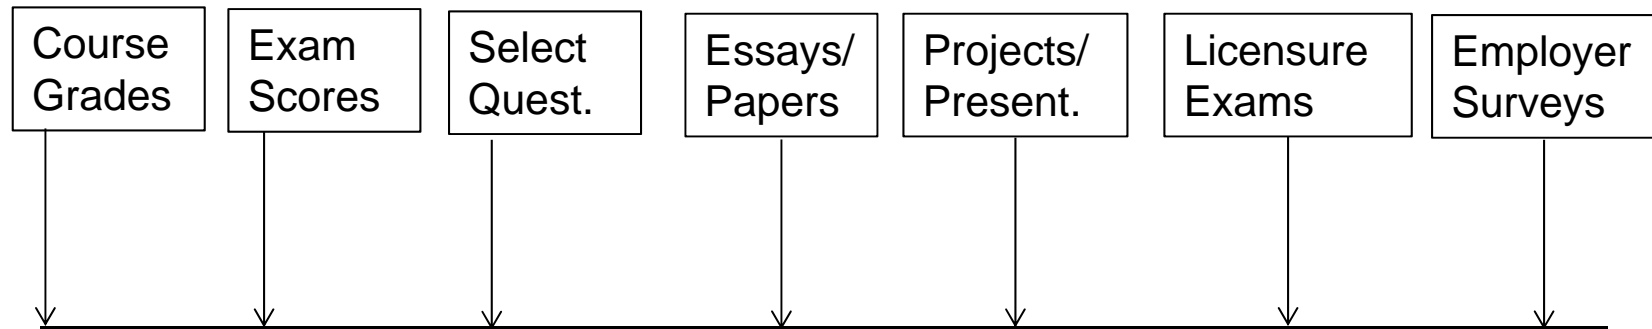 Course
Grades
Exam
Scores
Select
Quest.
Essays/
Papers
Projects/
Present.
Licensure
Exams
Employer
Surveys